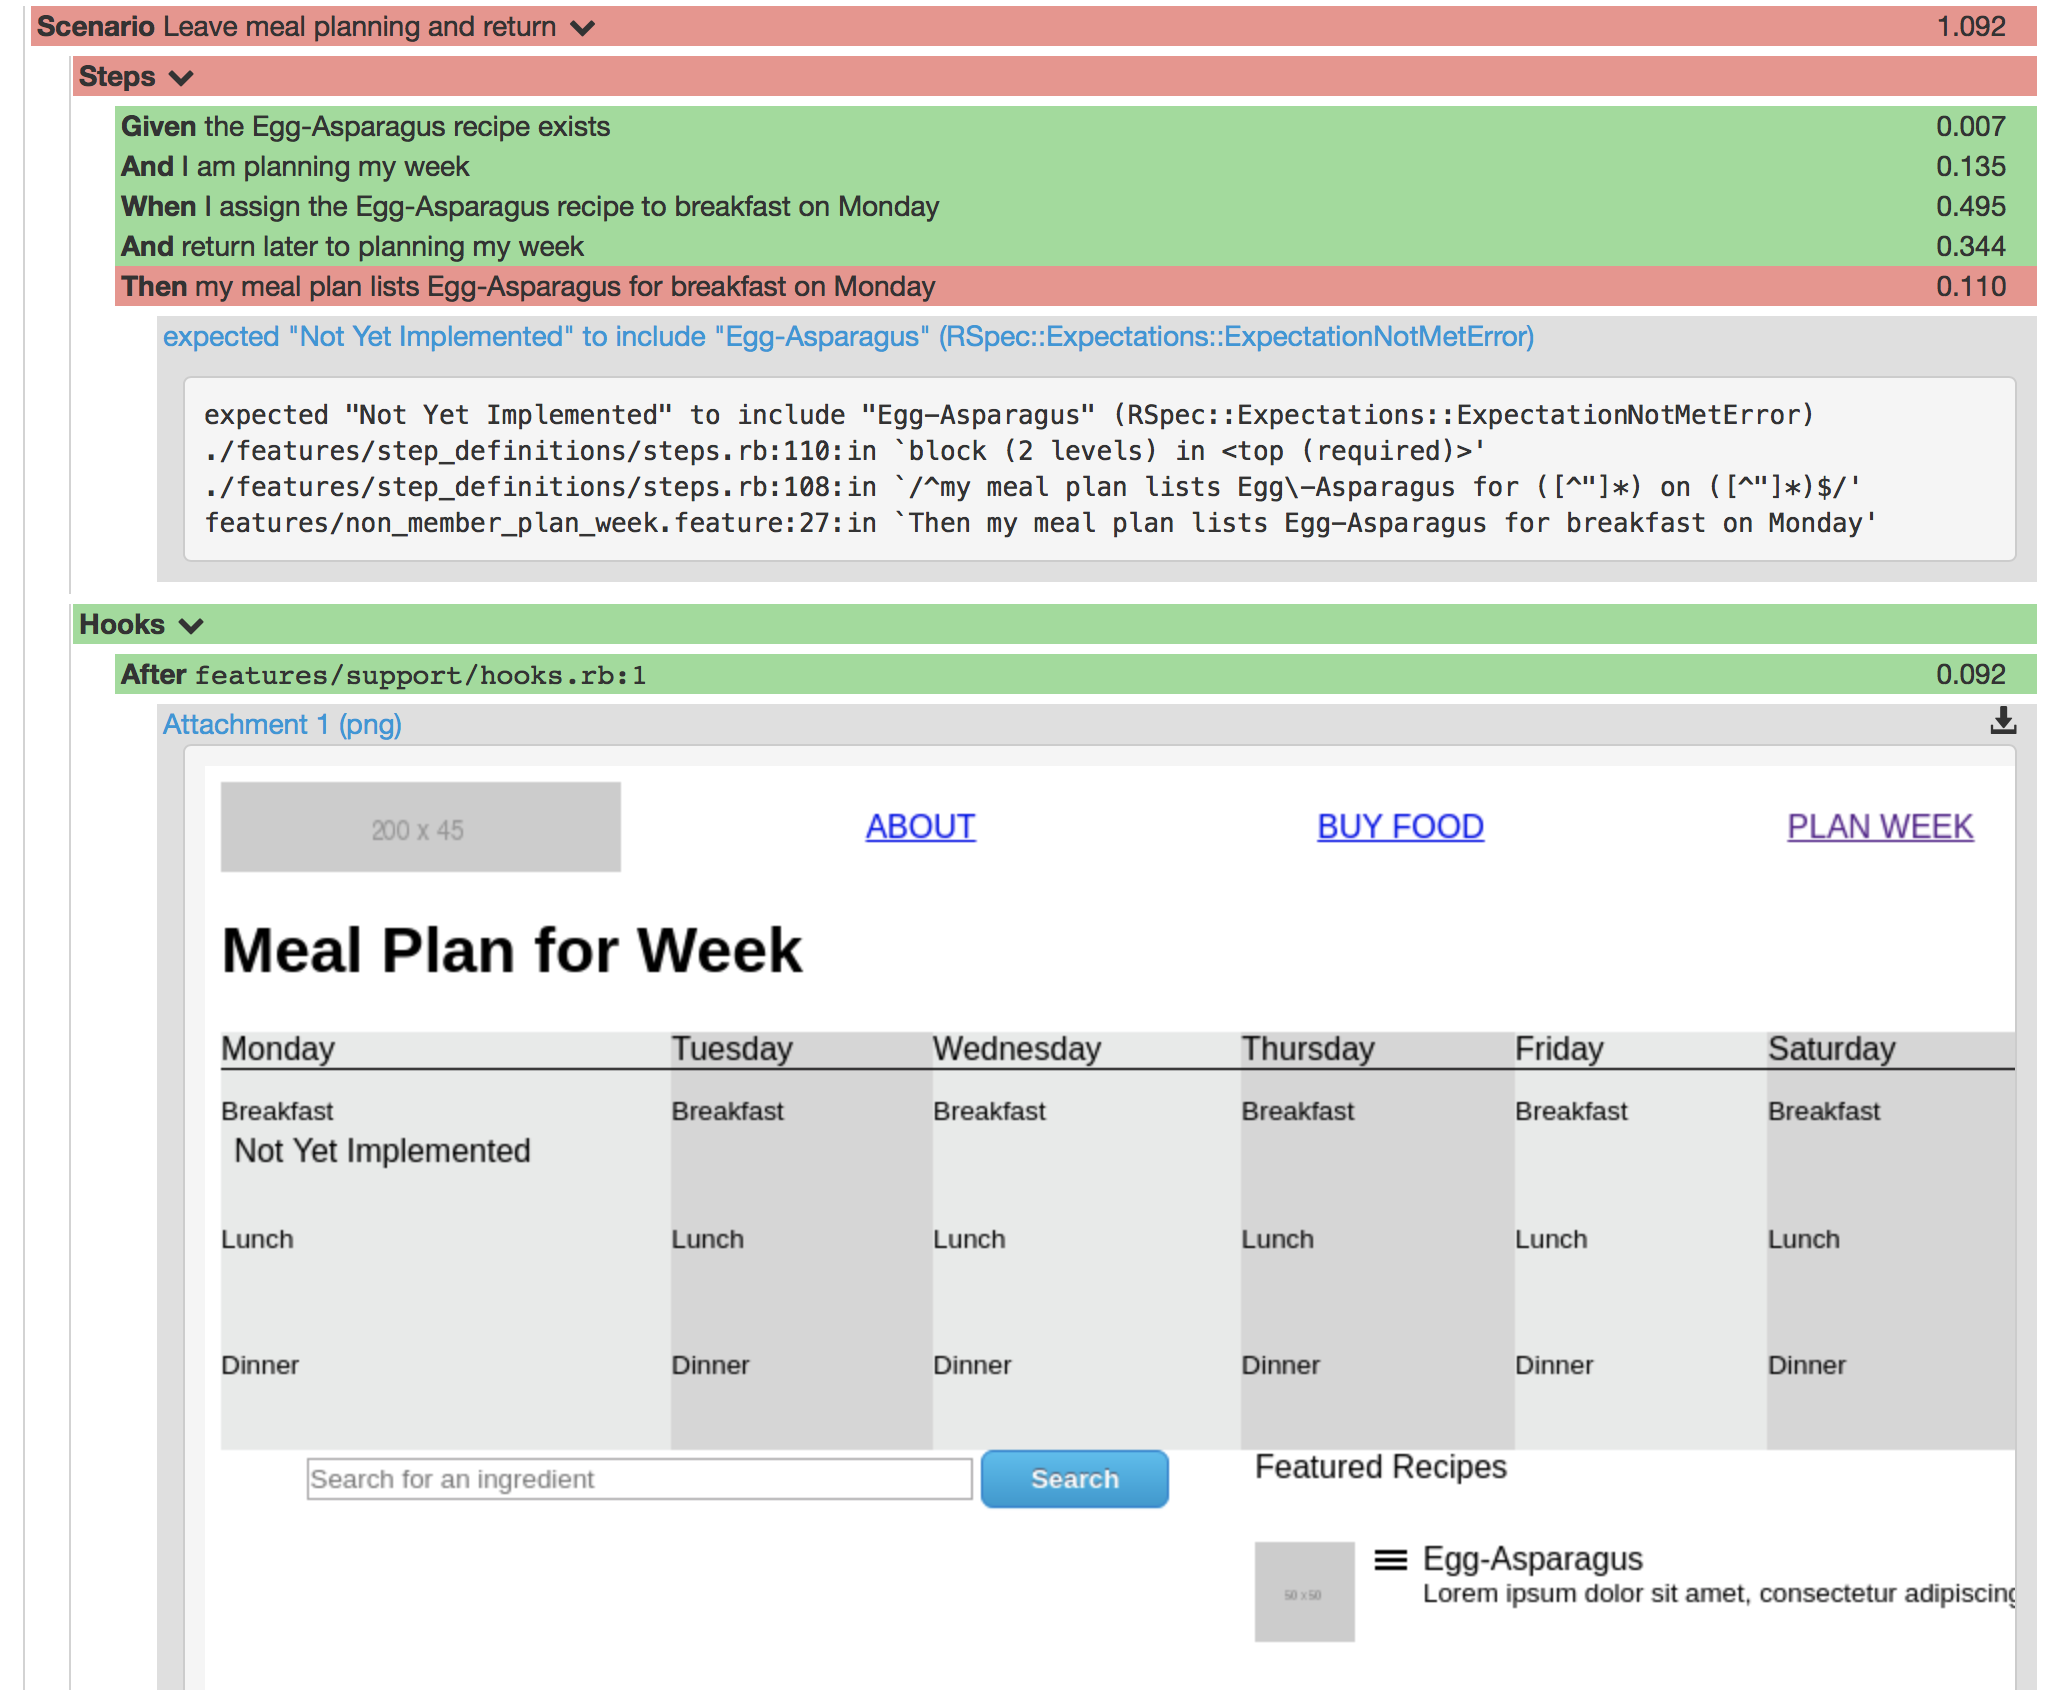 Scenario Leave meal planning and return 1.092
Steps
Given the Egg-Asparagus recipe exists 0.007
And I am planning my week 0.135
When I assign the Egg-Asparagus recipe to breakfast on Monday 0.495
And return later to planning my week 0.344
Then my meal plan lists Egg-Asparagus for breakfast on Monday 0.110
expected "Not Yet Implemented" to include "Egg-Asparagus" (RSpec::Expectations::ExpectationNotMetError)
expected "Not Yet Implemented" to include "Egg-Asparagus" (RSpec::Expectations::ExpectationNotMetError)
./features/step_definitions/steps.rb:110:in `block (2 levels) in <top (required)>'
./features/step_definitions/steps.rb:108:in `/^my meal plan lists Egg\-Asparagus for ([^"]*) on ([^"]*)$/'
features/non_member_plan_week.feature:27:in `Then my meal plan lists Egg-Asparagus for breakfast on Monday'
Hooks
After features/support/hooks.rb:1 0.092
Attachment 1 (png)
200 x 45 ABOUT BUY FOOD PLAN WEEK
Meal Plan for Week
Monday Tuesday Wednesday Thursday Friday Saturday
Breakfast Breakfast Breakfast Breakfast Breakfast Breakfast
Not Yet Implemented
Lunch Lunch Lunch Lunch Lunch Lunch
Dinner Dinner Dinner Dinner Dinner Dinner
Search for an ingredient Search Featured Recipes
Egg-Asparagus
50 x 50 Lorem ipsum dolor sit amet, consectetur adipiscing